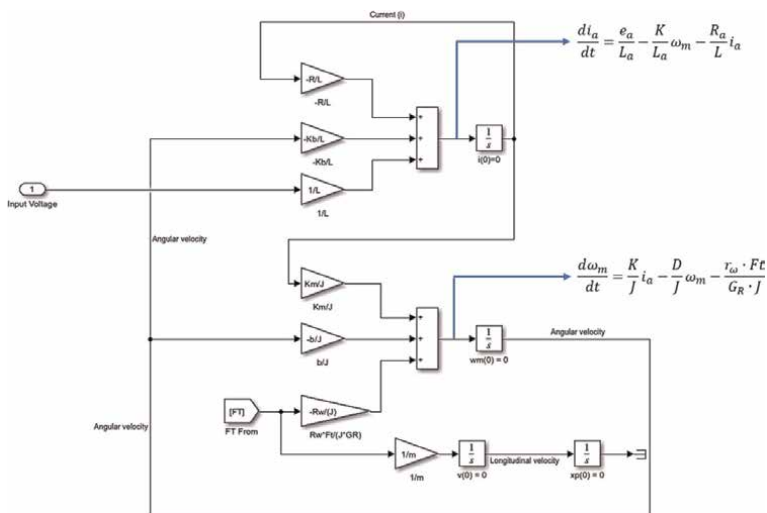 Current (i)
di_a/dt = e_a/L_a − K/L_a ω_m − R_a/L i_a
-R/L
-R/L
-Kb/L
-Kb/L
1/s
i(0)=0
1
Input Voltage
1/L
1/L
Angular velocity
Km/J
Km/J
dω_m/dt = K/J i_a − D/J ω_m − r_ω · Ft/G_R · J
-b/J
b/J
1/s
wm(0) = 0
Angular velocity
[FT]
FT From
-Rw/(J)
Rw*Ft/(J*GR)
Angular velocity
1/m
1/m
1/s
v(0) = 0
Longitudinal velocity
1/s
xp(0) = 0